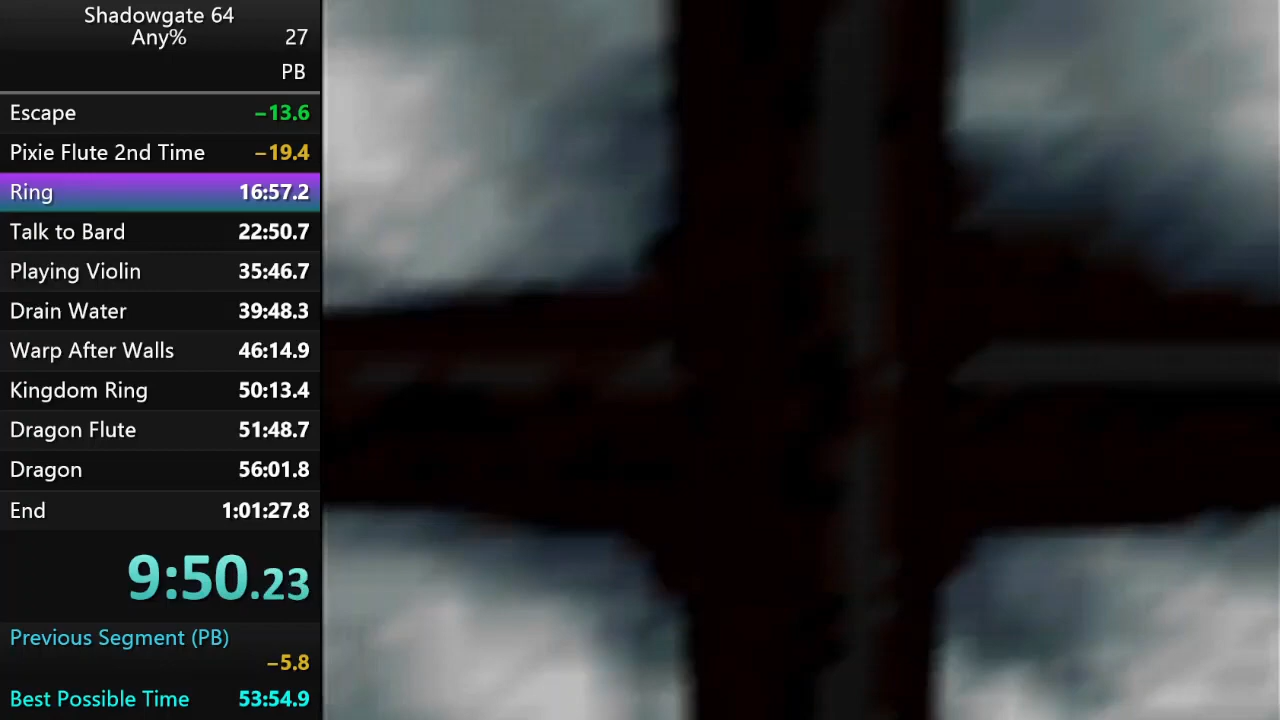 Shadowgate 64
Any% 27
PB
Escape −13.6
Pixie Flute 2nd Time −19.4
Ring 16:57.2
Talk to Bard 22:50.7
Playing Violin 35:46.7
Drain Water 39:48.3
Warp After Walls 46:14.9
Kingdom Ring 50:13.4
Dragon Flute 51:48.7
Dragon 56:01.8
End 1:01:27.8
9:50.23
Previous Segment (PB)
−5.8
Best Possible Time 53:54.9